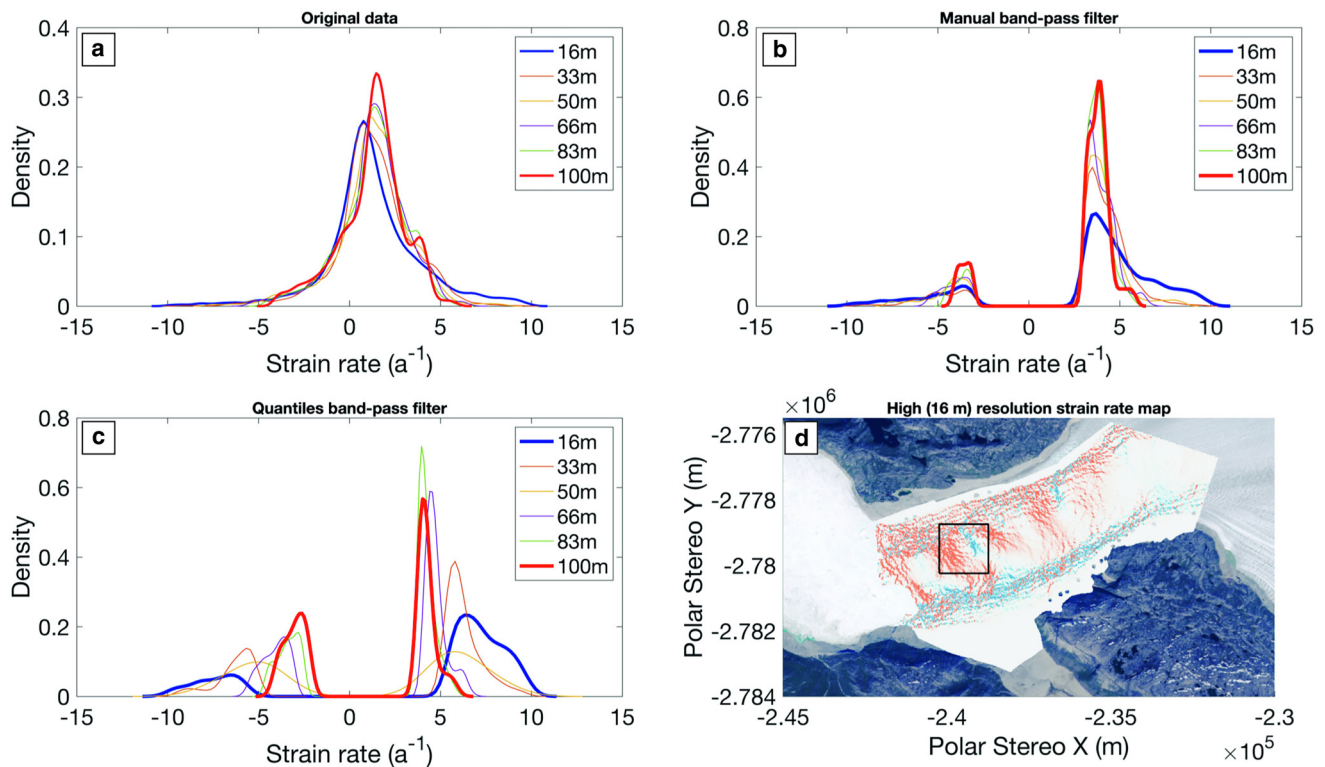 Original data
a
0.4
0.3
0.2
0.1
0
Density
-15
-10
-5
0
5
10
15
Strain rate (a⁻¹)
16m
33m
50m
66m
83m
100m
Manual band-pass filter
b
0.8
0.6
0.4
0.2
0
Density
-15
-10
-5
0
5
10
15
Strain rate (a⁻¹)
16m
33m
50m
66m
83m
100m
Quantiles band-pass filter
c
0.8
0.6
0.4
0.2
0
Density
-15
-10
-5
0
5
10
15
Strain rate (a⁻¹)
16m
33m
50m
66m
83m
100m
High (16 m) resolution strain rate map
×10⁶
d
-2.776
-2.778
-2.78
-2.782
-2.784
Polar Stereo Y (m)
-2.45
-2.4
-2.35
-2.3
Polar Stereo X (m)
×10⁵